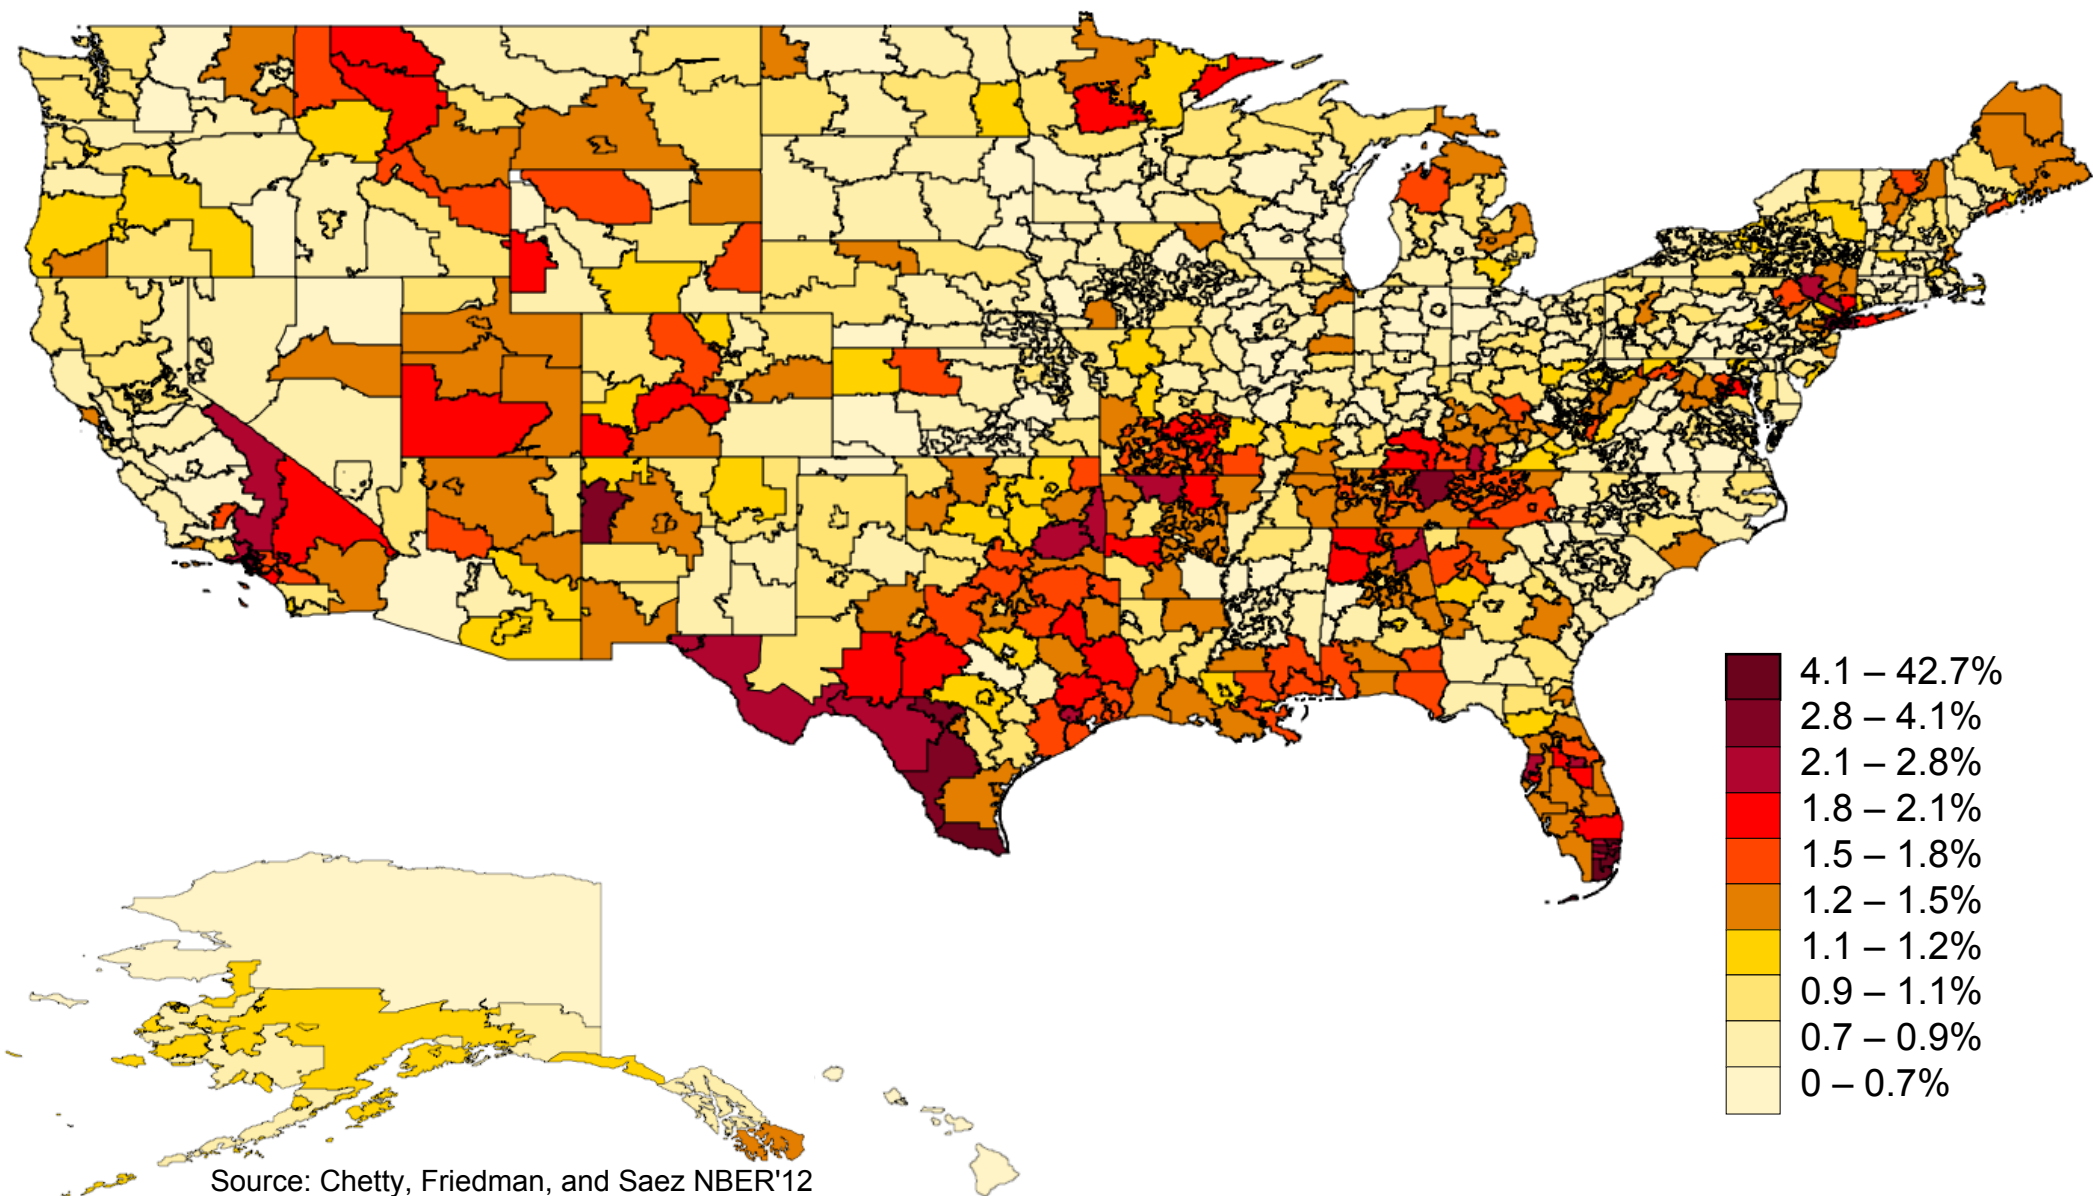 4.1 – 42.7%
2.8 – 4.1%
2.1 – 2.8%
1.8 – 2.1%
1.5 – 1.8%
1.2 – 1.5%
1.1 – 1.2%
0.9 – 1.1%
0.7 – 0.9%
0 – 0.7%
Source: Chetty, Friedman, and Saez NBER'12